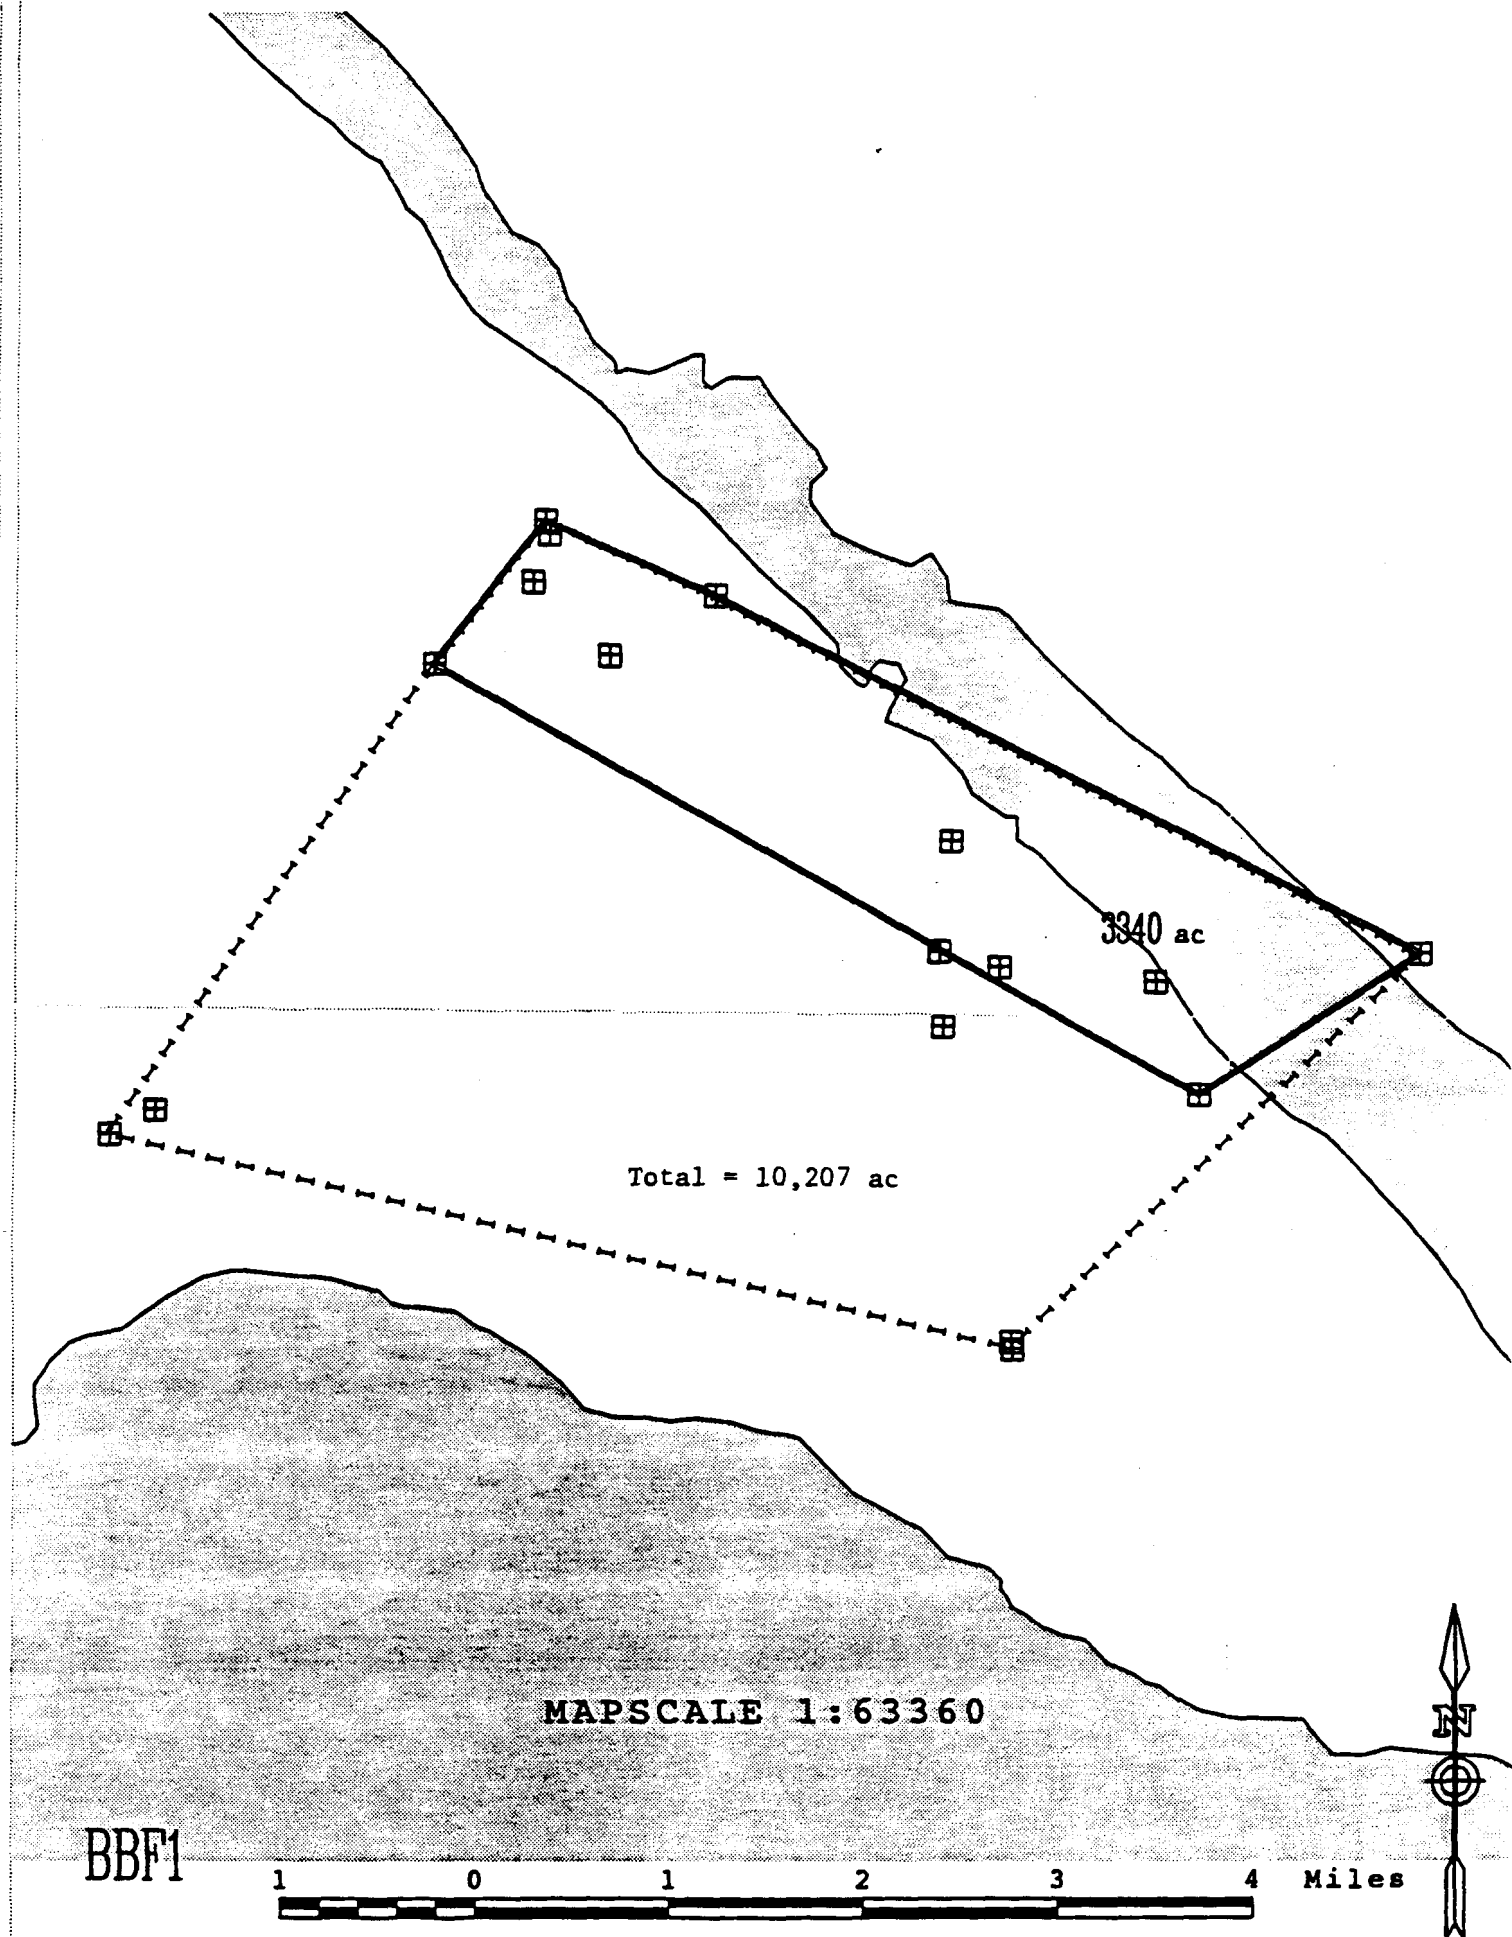 3340 ac
Total = 10,207 ac
MAPSCALE 1:63360
N
BBF1
1 0 1 2 3 4 Miles